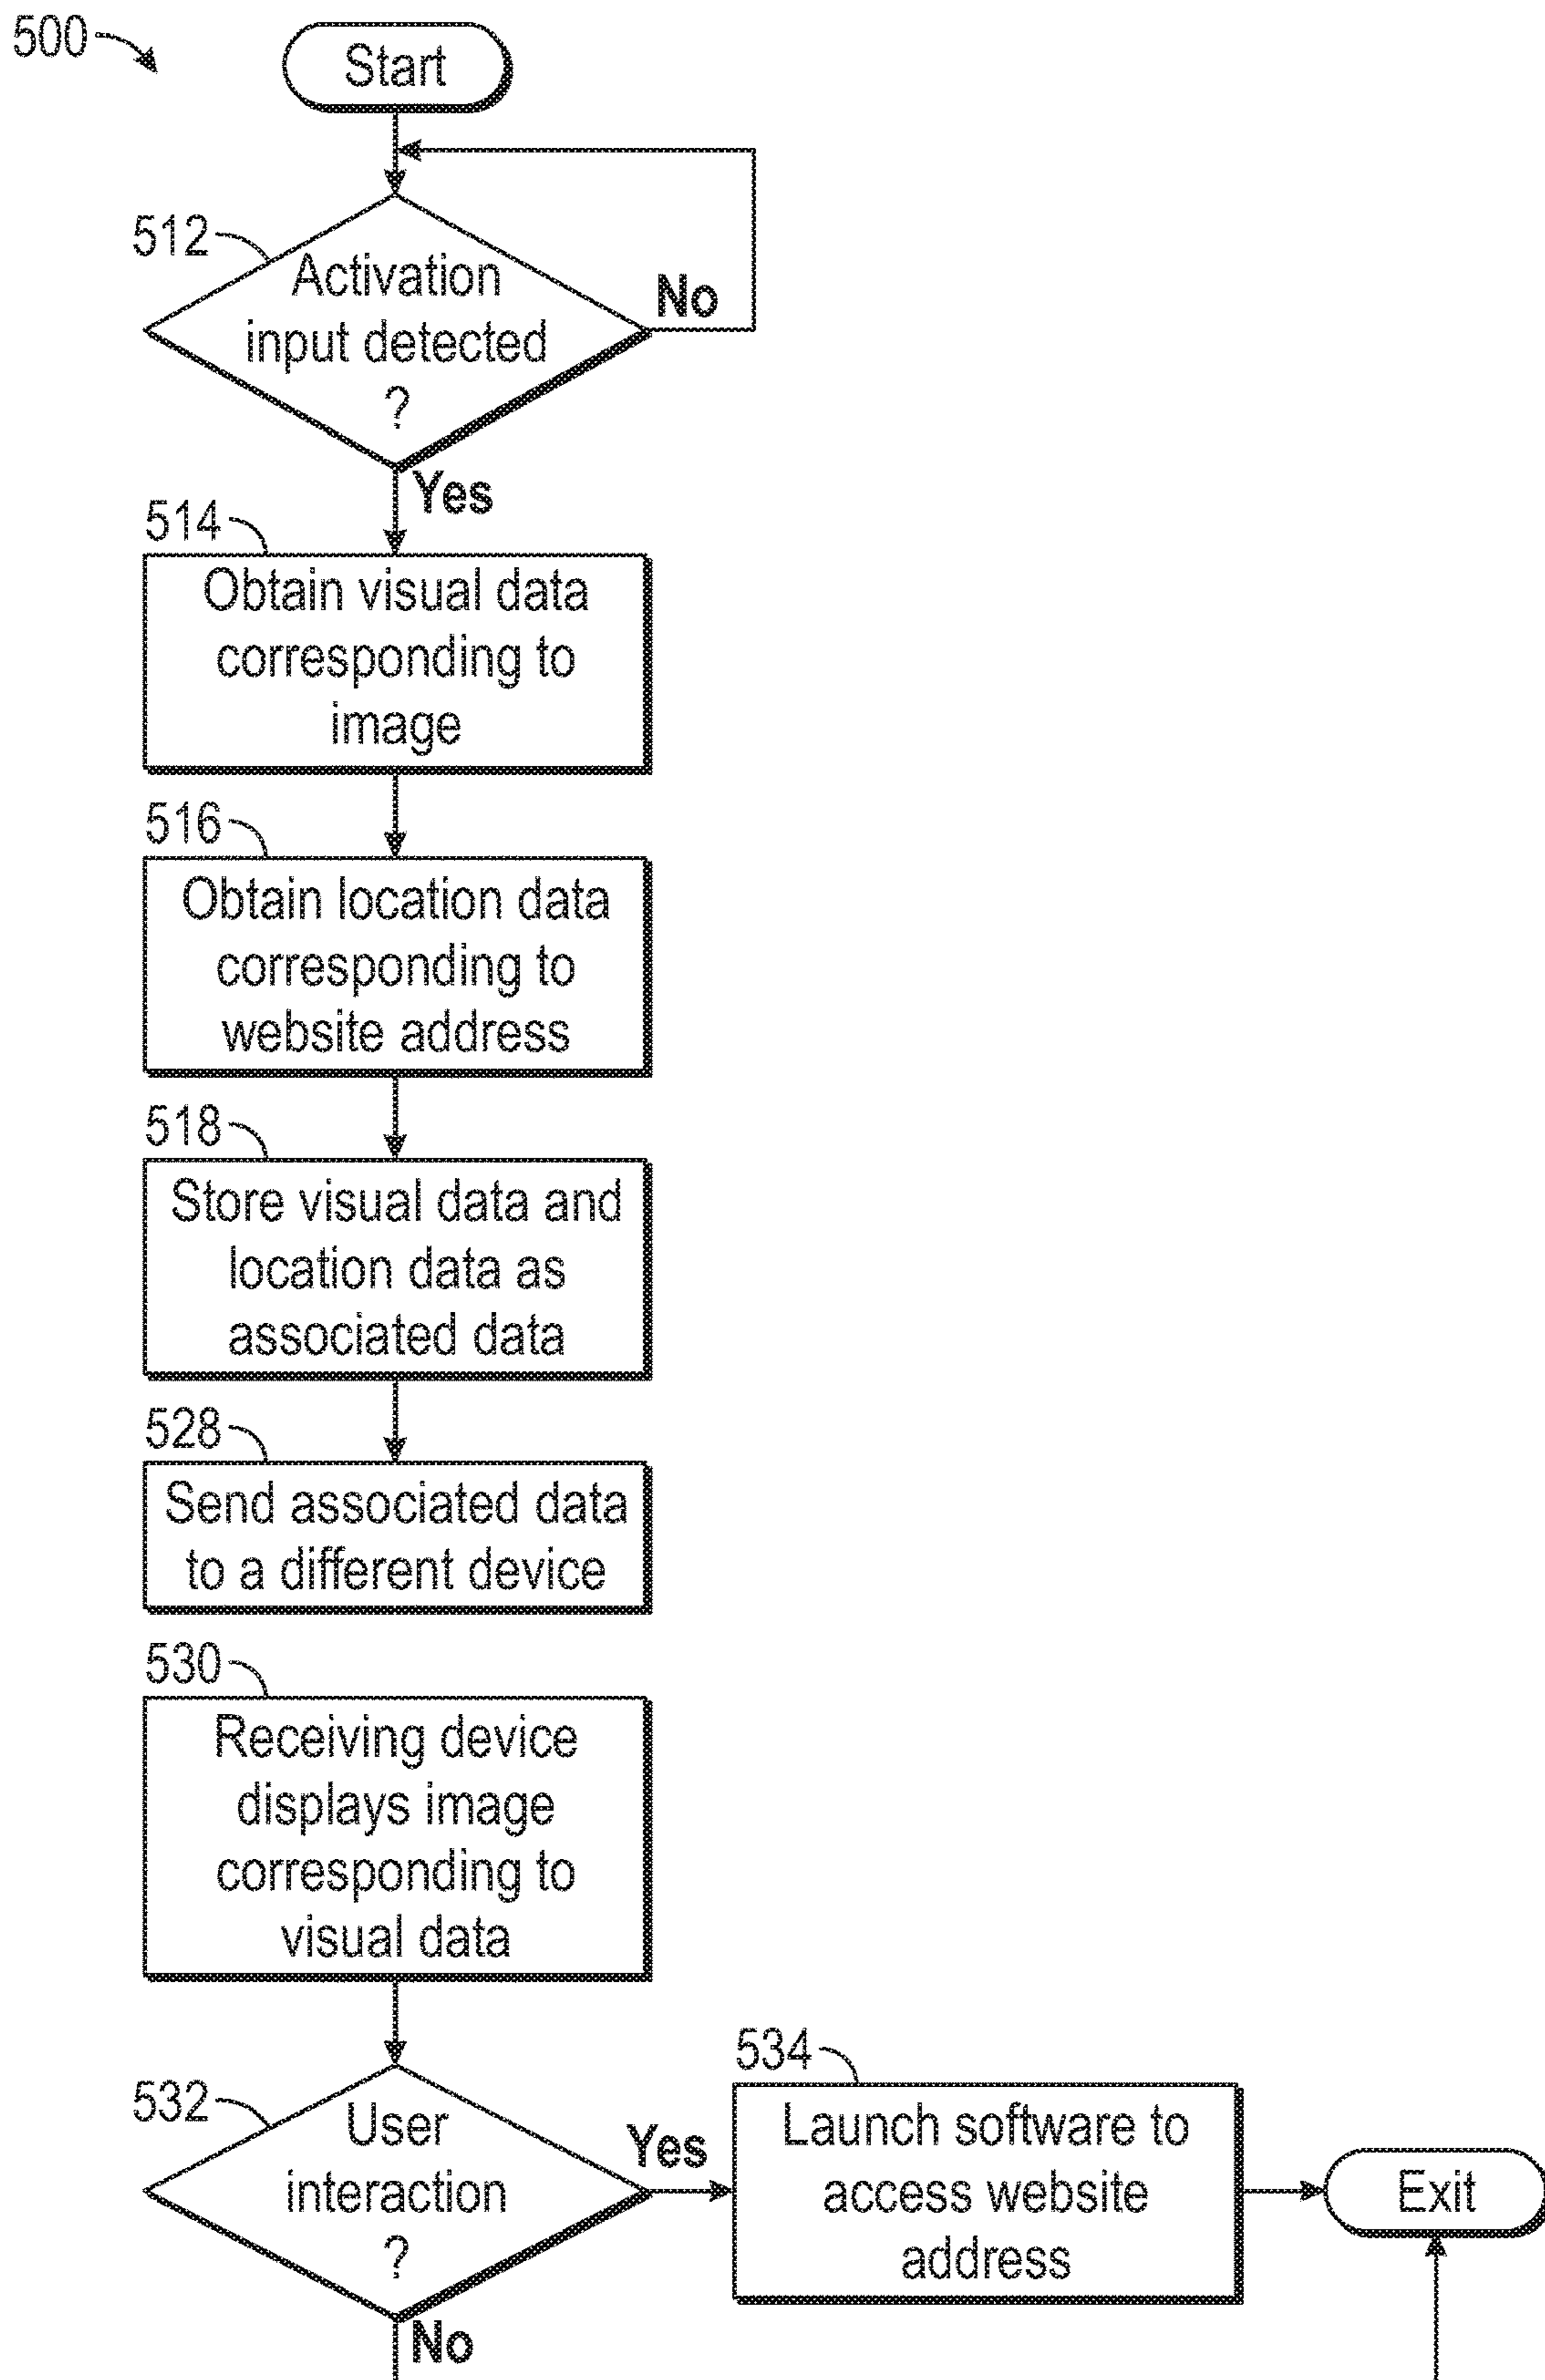 500
Start
512
Activation
input detected
?
No
Yes
514
Obtain visual data
corresponding to
image
516
Obtain location data
corresponding to
website address
518
Store visual data and
location data as
associated data
528
Send associated data
to a different device
530
Receiving device
displays image
corresponding to
visual data
532
User
interaction
?
Yes
No
534
Launch software to
access website
address
Exit